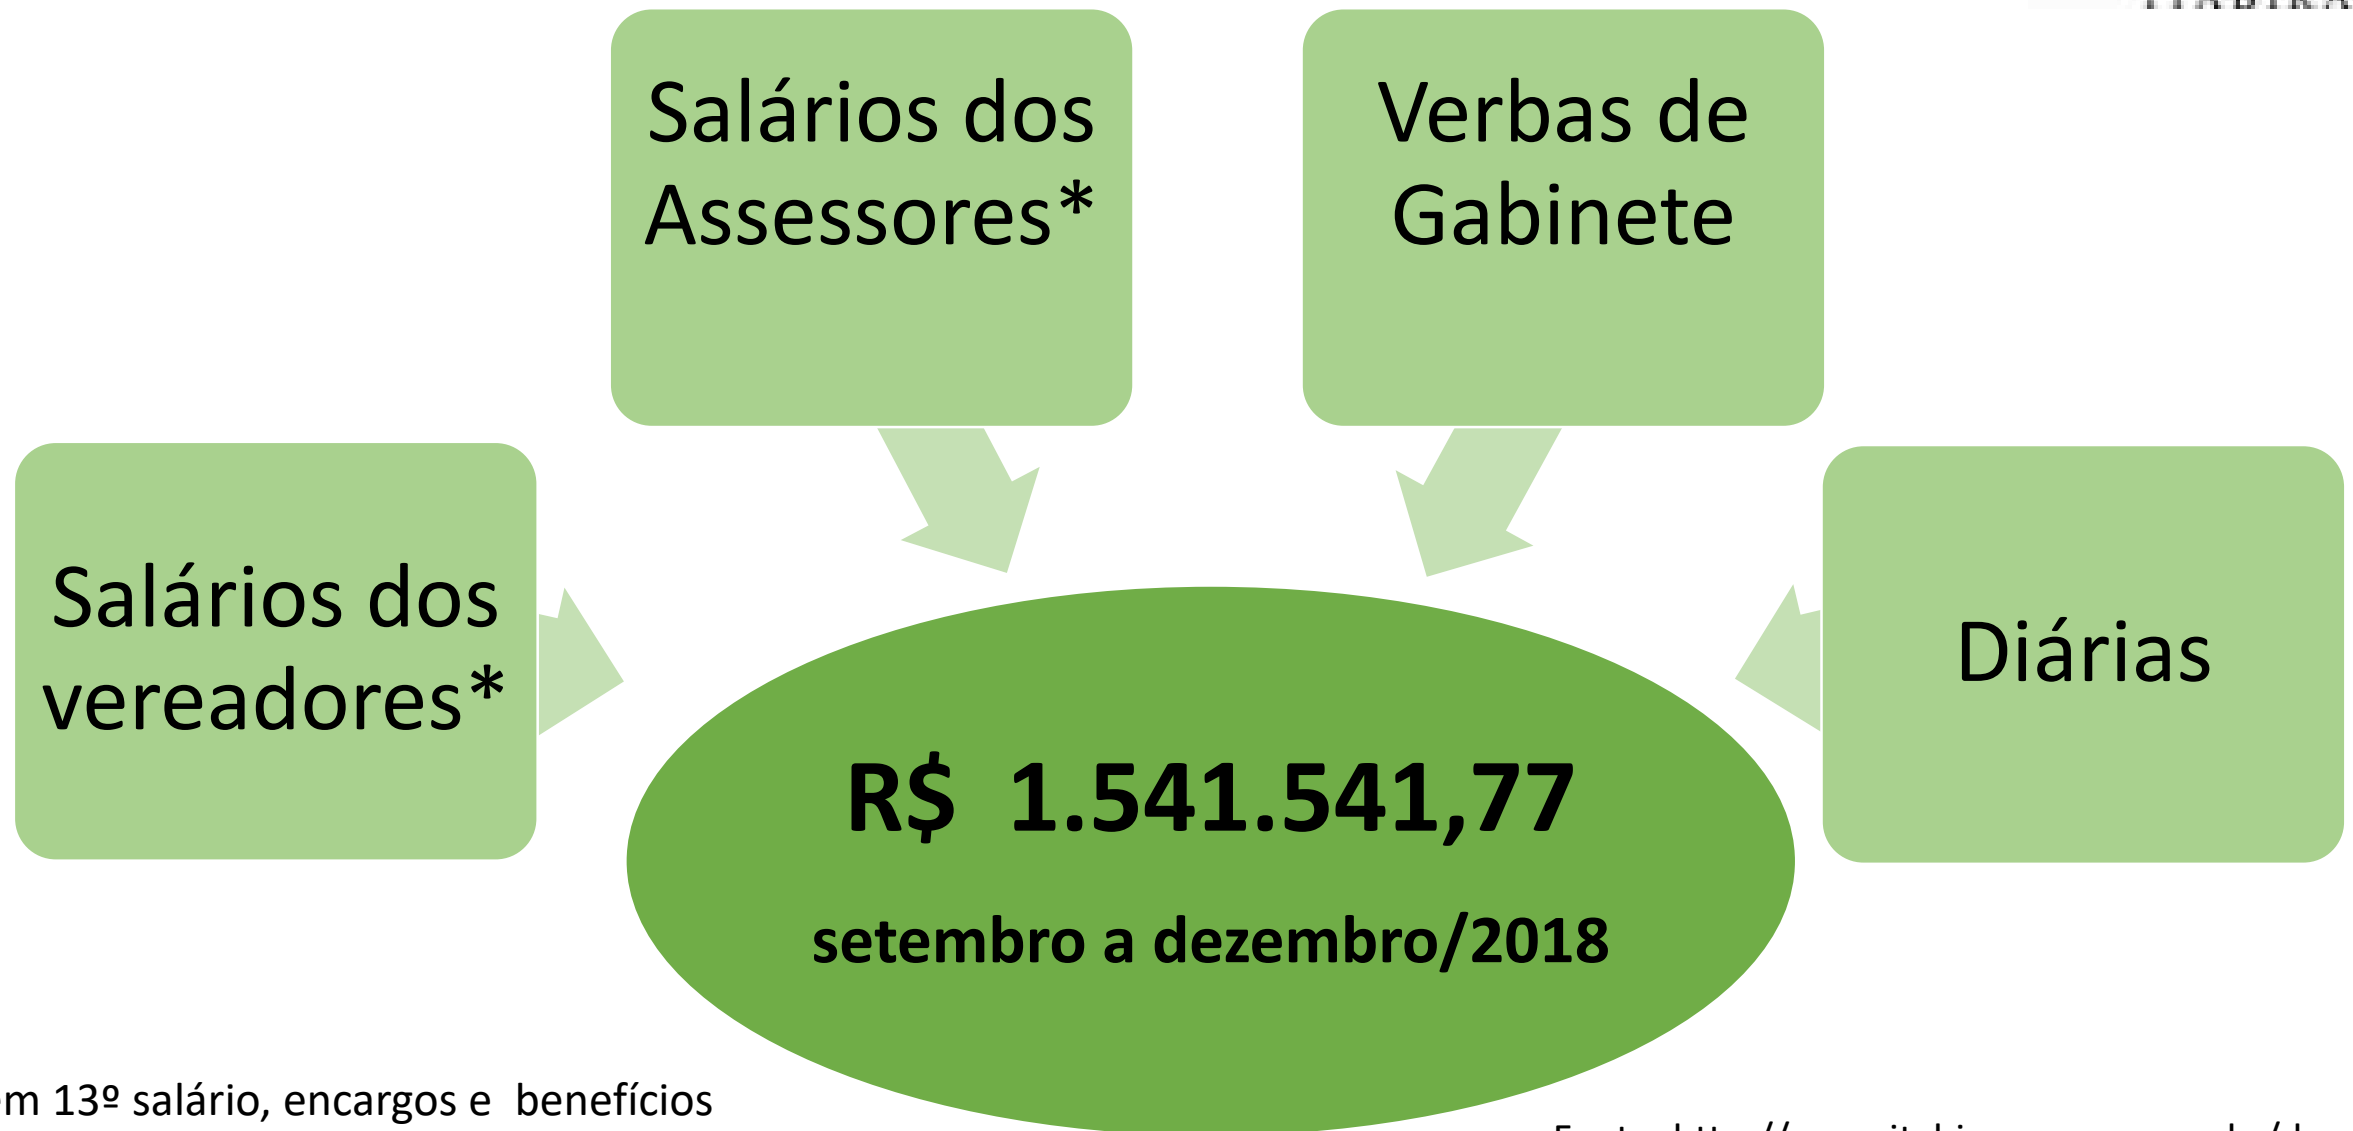 Salários dos
Assessores*
Verbas de
Gabinete
Salários dos
vereadores*
Diárias
R$ 1.541.541,77
setembro a dezembro/2018
13º salário, encargos e benefícios